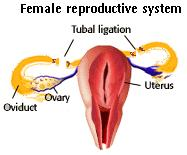 Female reproductive system
Tubal ligation
Uterus
Ovary
Oviduct